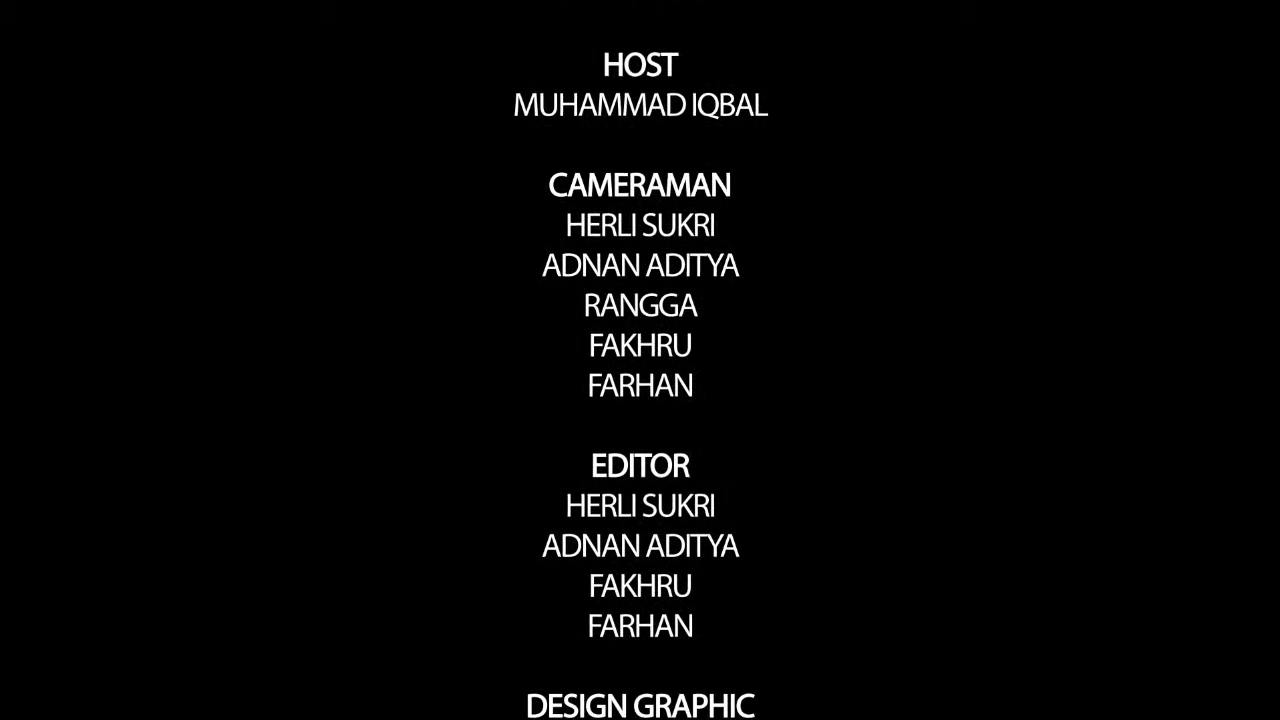 HOST
MUHAMMAD IQBAL
CAMERAMAN
HERLI SUKRI
ADNAN ADITYA
RANGGA
FAKHRU
FARHAN
EDITOR
HERLI SUKRI
ADNAN ADITYA
FAKHRU
FARHAN
DESIGN GRAPHIC